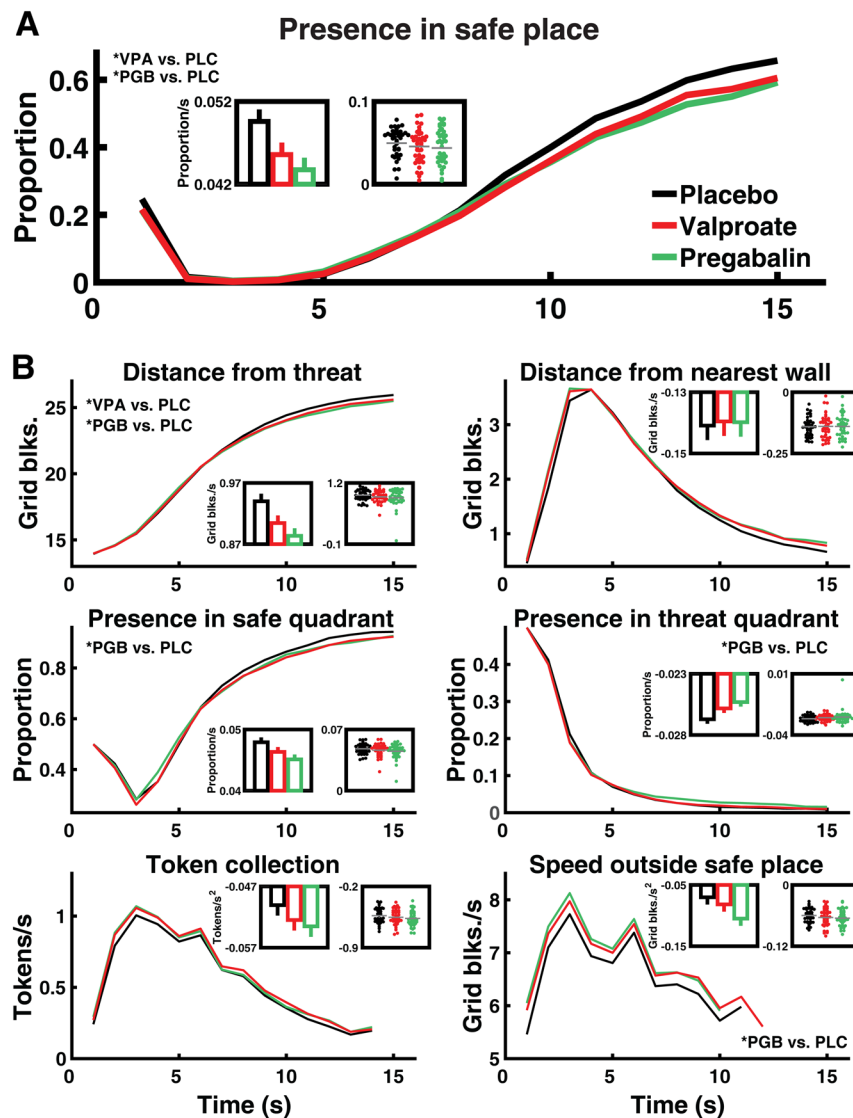 A
Presence in safe place
*VPA vs. PLC
*PGB vs. PLC
Proportion
0.6
0.4
0.2
0
0
5
10
15
Proportion/s
0.052
0.042
0.1
0
Placebo
Valproate
Pregabalin
B
Distance from threat
*VPA vs. PLC
*PGB vs. PLC
Grid blks.
25
20
15
0
5
10
15
Grid blks./s
0.97
0.87
1.2
-0.1
Distance from nearest wall
Grid blks.
3
2
1
0
5
10
15
Grid blks./s
-0.13
-0.15
0
-0.25
Presence in safe quadrant
*PGB vs. PLC
Proportion
0.8
0.6
0.4
0
5
10
15
Proportion/s
0.05
0.04
0.07
0
Presence in threat quadrant
*PGB vs. PLC
Proportion
0.4
0.3
0.2
0.1
0
0
5
10
15
Proportion/s
-0.023
-0.028
0.01
-0.04
Token collection
Tokens/s
1
0.5
0
0
5
10
15
Tokens/s²
-0.047
-0.057
-0.2
-0.9
Time (s)
Speed outside safe place
Grid blks./s
8
7
6
5
0
5
10
15
Grid blks./s²
-0.05
-0.15
0
-0.12
*PGB vs. PLC
Time (s)